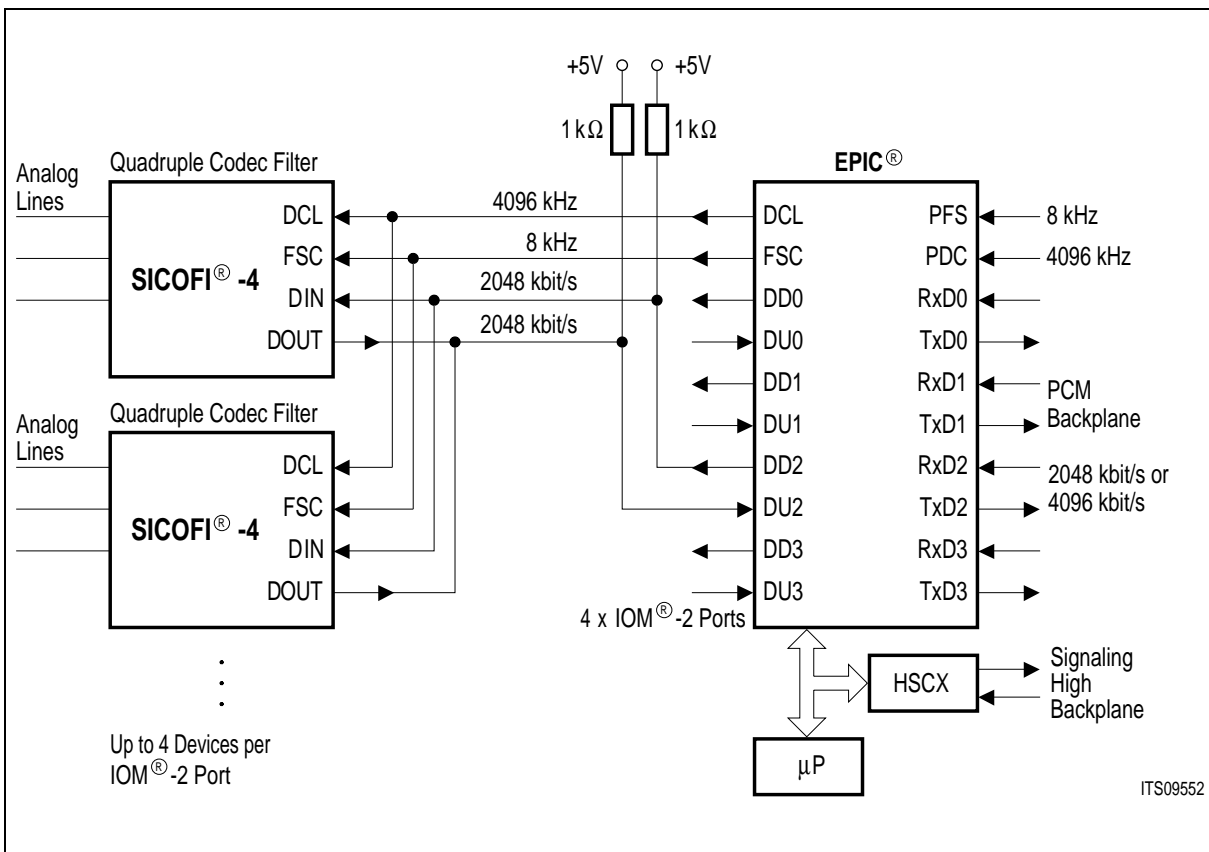 +5V
+5V
1 kΩ
1 kΩ
Quadruple Codec Filter
Analog
Lines
SICOFI® -4
DCL
FSC
DIN
DOUT
4096 kHz
8 kHz
2048 kbit/s
2048 kbit/s
Quadruple Codec Filter
Analog
Lines
SICOFI® -4
DCL
FSC
DIN
DOUT
Up to 4 Devices per
IOM®-2 Port
EPIC®
DCL
FSC
DD0
DU0
DD1
DU1
DD2
DU2
DD3
DU3
PFS
PDC
RxD0
TxD0
RxD1
TxD1
RxD2
TxD2
RxD3
TxD3
8 kHz
4096 kHz
PCM
Backplane
2048 kbit/s or
4096 kbit/s
4 x IOM®-2 Ports
HSCX
Signaling
High
Backplane
µP
ITS09552